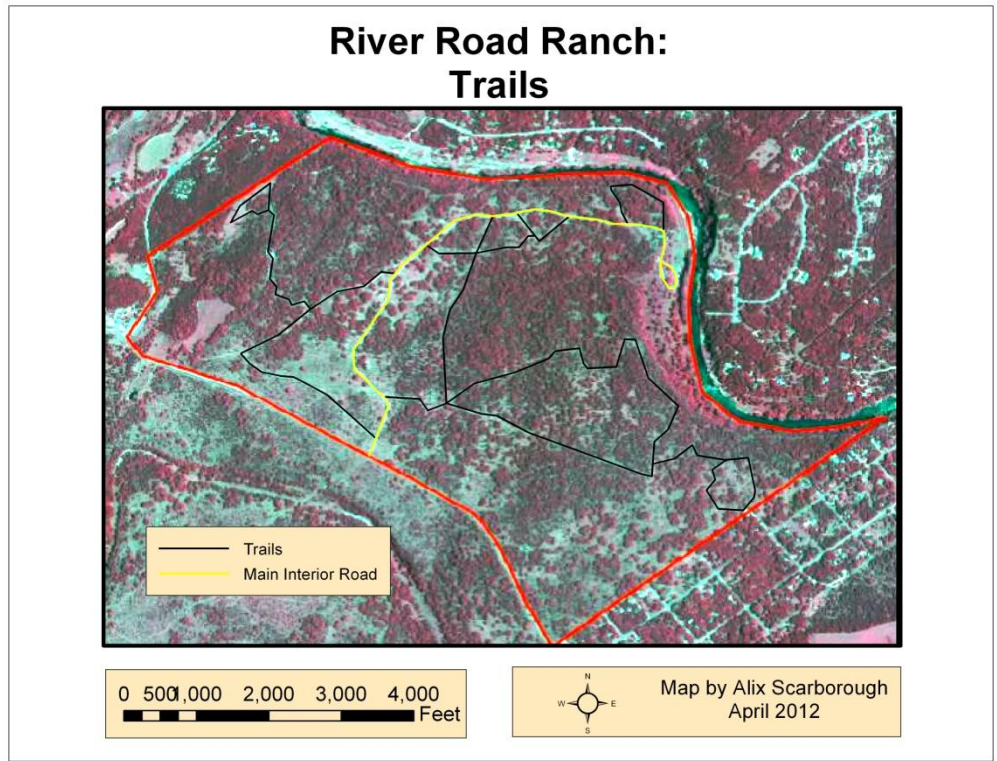 River Road Ranch:
Trails
Trails
Main Interior Road
0 500 1,000 2,000 3,000 4,000
Feet
N
W E
S
Map by Alix Scarborough
April 2012